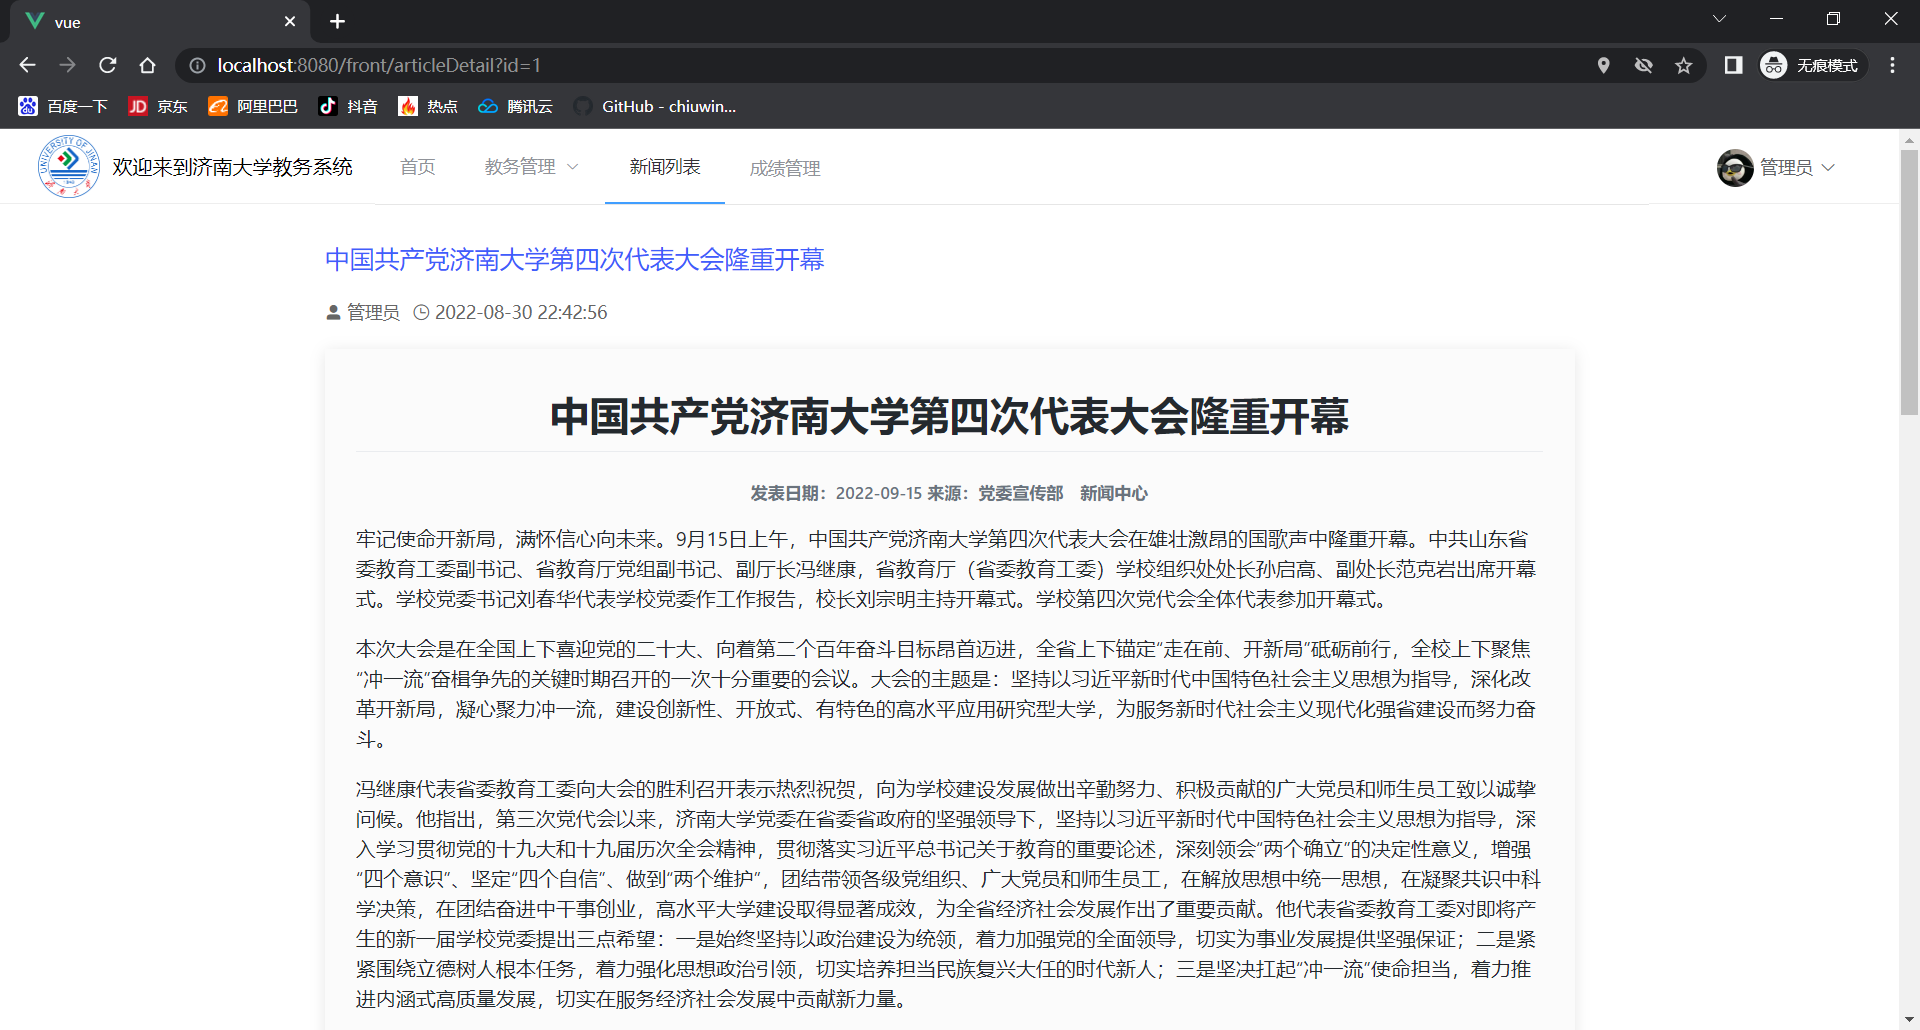 vue
localhost:8080/front/articleDetail?id=1
无痕模式
百度一下 京东 阿里巴巴 抖音 热点 腾讯云 GitHub - chiuwin...
欢迎来到济南大学教务系统 首页 教务管理 新闻列表 成绩管理 管理员
中国共产党济南大学第四次代表大会隆重开幕
管理员 2022-08-30 22:42:56
中国共产党济南大学第四次代表大会隆重开幕
发表日期：2022-09-15 来源：党委宣传部 新闻中心
牢记使命开新局，满怀信心向未来。9月15日上午，中国共产党济南大学第四次代表大会在雄壮激昂的国歌声中隆重开幕。中共山东省
委教育工委副书记、省教育厅党组副书记、副厅长冯继康，省教育厅（省委教育工委）学校组织处处长孙启高、副处长范克岩出席开幕
式。学校党委书记刘春华代表学校党委作工作报告，校长刘宗明主持开幕式。学校第四次党代会全体代表参加开幕式。
本次大会是在全国上下喜迎党的二十大、向着第二个百年奋斗目标昂首迈进，全省上下锚定“走在前、开新局”砥砺前行，全校上下聚焦
“冲一流”奋楫争先的关键时期召开的一次十分重要的会议。大会的主题是：坚持以习近平新时代中国特色社会主义思想为指导，深化改
革开新局，凝心聚力冲一流，建设创新性、开放式、有特色的高水平应用研究型大学，为服务新时代社会主义现代化强省建设而努力奋
斗。
冯继康代表省委教育工委向大会的胜利召开表示热烈祝贺，向为学校建设发展做出辛勤努力、积极贡献的广大党员和师生员工致以诚挚
问候。他指出，第三次党代会以来，济南大学党委在省委省政府的坚强领导下，坚持以习近平新时代中国特色社会主义思想为指导，深
入学习贯彻党的十九大和十九届历次全会精神，贯彻落实习近平总书记关于教育的重要论述，深刻领会“两个确立”的决定性意义，增强
“四个意识”、坚定“四个自信”、做到“两个维护”，团结带领各级党组织、广大党员和师生员工，在解放思想中统一思想，在凝聚共识中科
学决策，在团结奋进中干事创业，高水平大学建设取得显著成效，为全省经济社会发展作出了重要贡献。他代表省委教育工委对即将产
生的新一届学校党委提出三点希望：一是始终坚持以政治建设为统领，着力加强党的全面领导，切实为事业发展提供坚强保证；二是紧
紧围绕立德树人根本任务，着力强化思想政治引领，切实培养担当民族复兴大任的时代新人；三是坚决扛起“冲一流”使命担当，着力推
进内涵式高质量发展，切实在服务经济社会发展中贡献新力量。